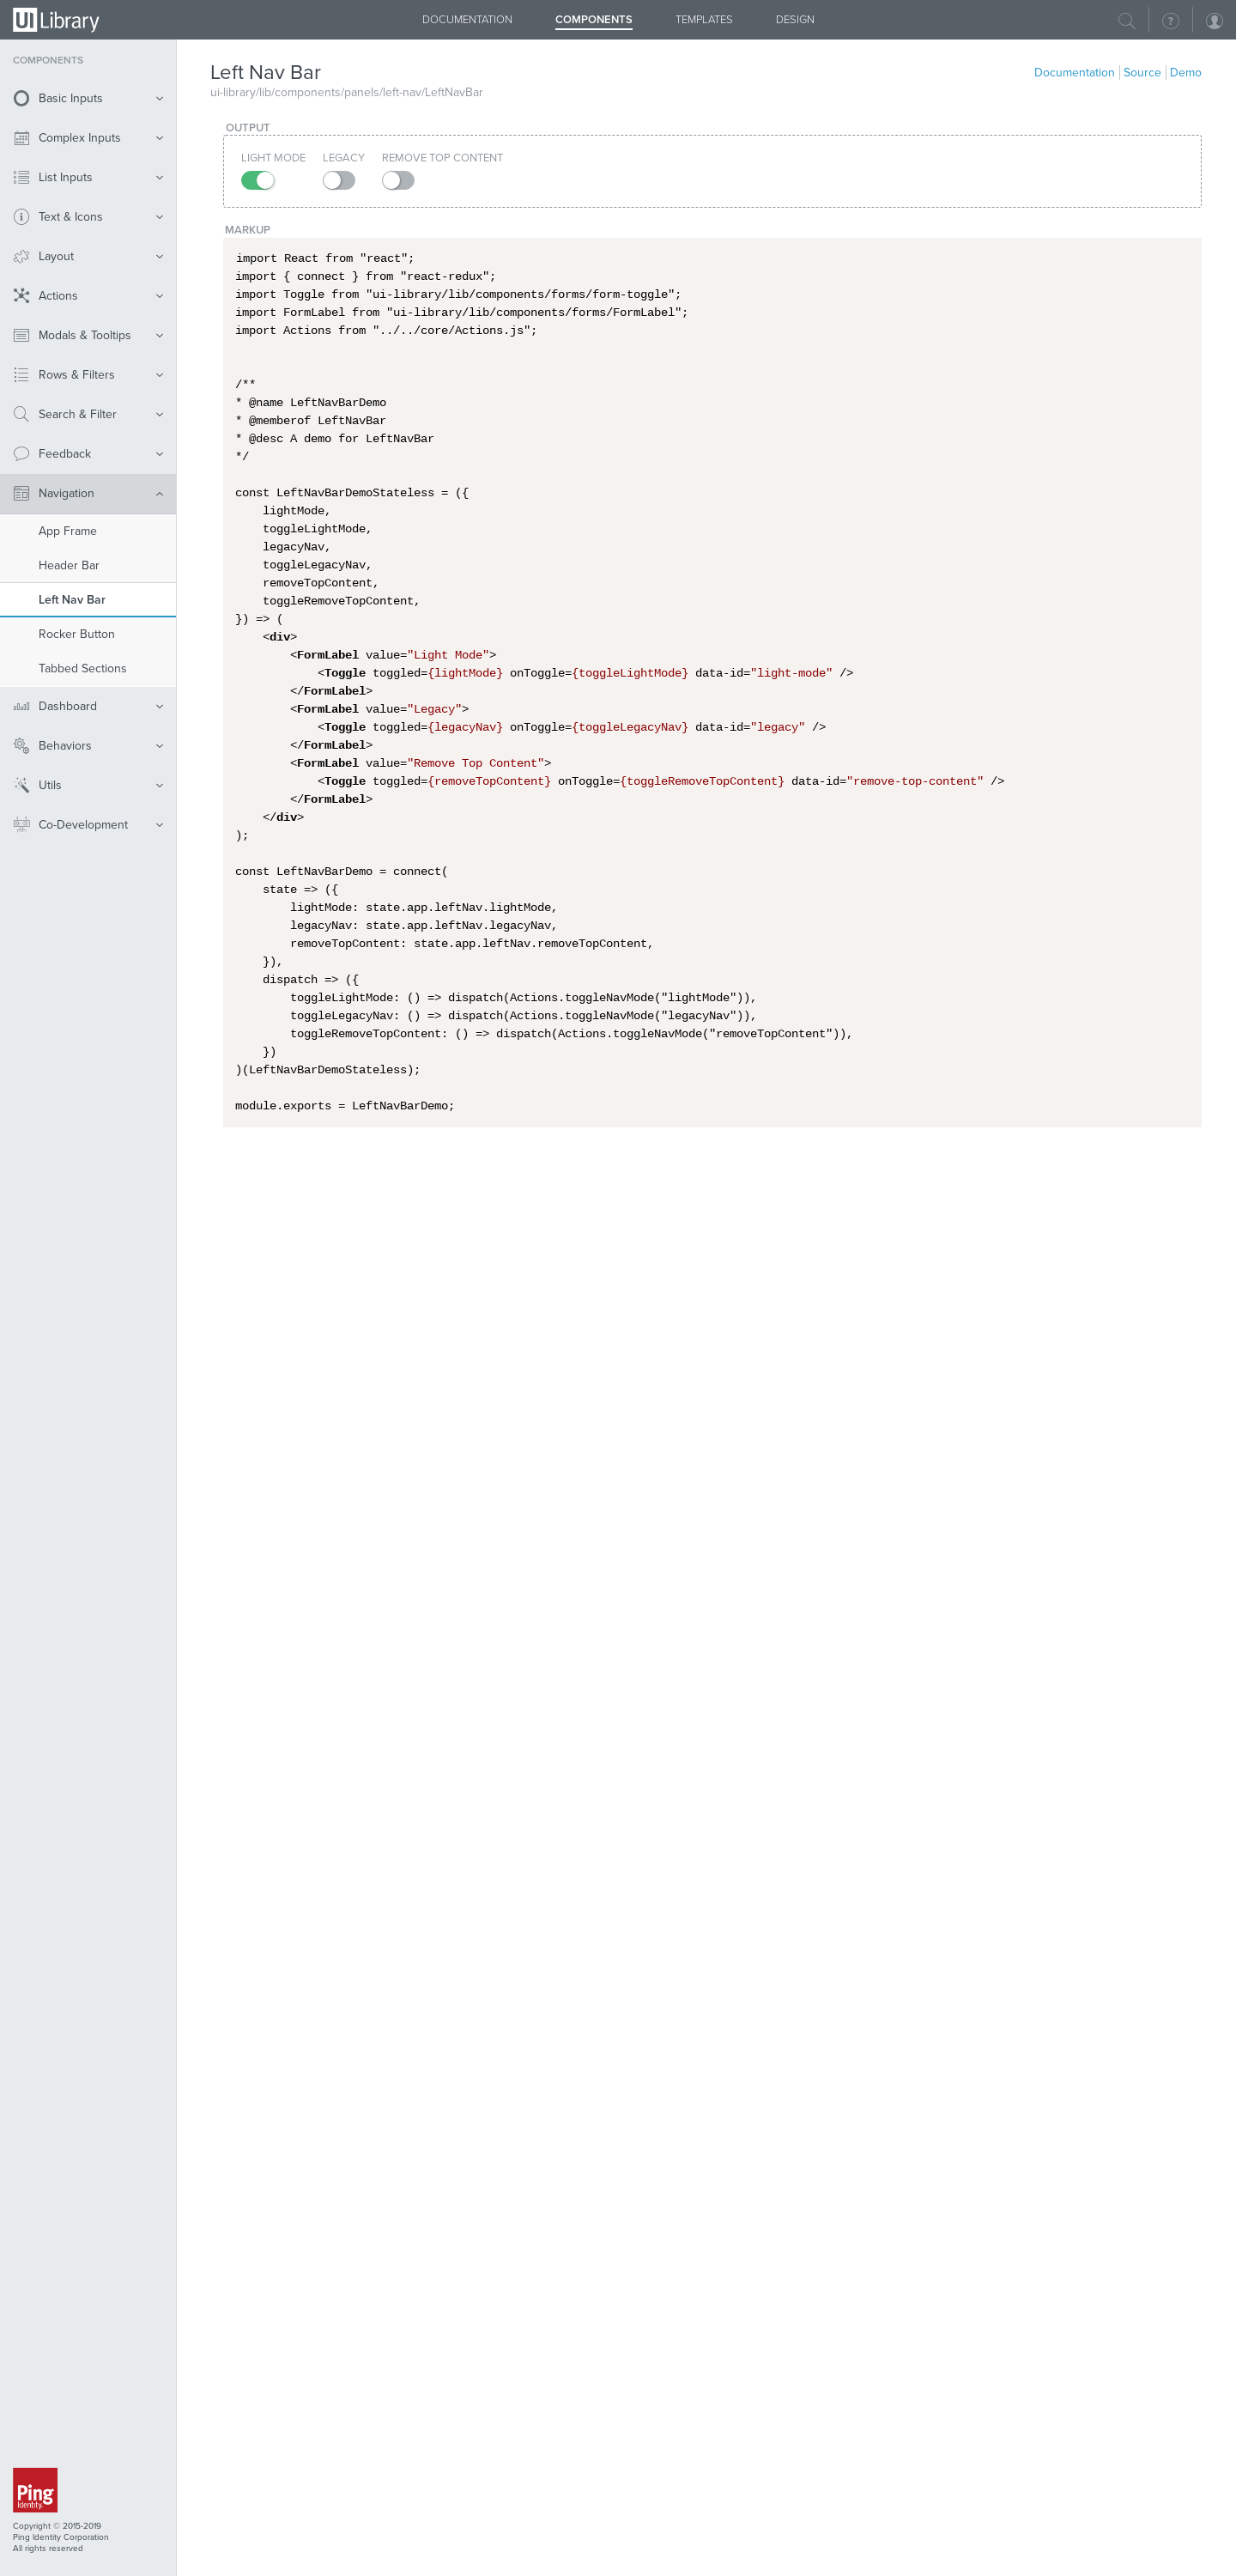 UI Library
DOCUMENTATION
COMPONENTS
TEMPLATES
DESIGN
COMPONENTS
Basic Inputs
Complex Inputs
List Inputs
Text & Icons
Layout
Actions
Modals & Tooltips
Rows & Filters
Search & Filter
Feedback
Navigation
App Frame
Header Bar
Left Nav Bar
Rocker Button
Tabbed Sections
Dashboard
Behaviors
Utils
Co-Development
Ping
Identity.
Copyright © 2015-2019
Ping Identity Corporation
All rights reserved
Left Nav Bar
Documentation
Source
Demo
ui-library/lib/components/panels/left-nav/LeftNavBar
OUTPUT
LIGHT MODE
LEGACY
REMOVE TOP CONTENT
MARKUP
import React from "react";
import { connect } from "react-redux";
import Toggle from "ui-library/lib/components/forms/form-toggle";
import FormLabel from "ui-library/lib/components/forms/FormLabel";
import Actions from "../../core/Actions.js";
/**
* @name LeftNavBarDemo
* @memberof LeftNavBar
* @desc A demo for LeftNavBar
*/
const LeftNavBarDemoStateless = ({
    lightMode,
    toggleLightMode,
    legacyNav,
    toggleLegacyNav,
    removeTopContent,
    toggleRemoveTopContent,
}) => (
    <div>
        <FormLabel value="Light Mode">
            <Toggle toggled={lightMode} onToggle={toggleLightMode} data-id="light-mode" />
        </FormLabel>
        <FormLabel value="Legacy">
            <Toggle toggled={legacyNav} onToggle={toggleLegacyNav} data-id="legacy" />
        </FormLabel>
        <FormLabel value="Remove Top Content">
            <Toggle toggled={removeTopContent} onToggle={toggleRemoveTopContent} data-id="remove-top-content" />
        </FormLabel>
    </div>
);
const LeftNavBarDemo = connect(
    state => ({
        lightMode: state.app.leftNav.lightMode,
        legacyNav: state.app.leftNav.legacyNav,
        removeTopContent: state.app.leftNav.removeTopContent,
    }),
    dispatch => ({
        toggleLightMode: () => dispatch(Actions.toggleNavMode("lightMode")),
        toggleLegacyNav: () => dispatch(Actions.toggleNavMode("legacyNav")),
        toggleRemoveTopContent: () => dispatch(Actions.toggleNavMode("removeTopContent")),
    })
)(LeftNavBarDemoStateless);
module.exports = LeftNavBarDemo;